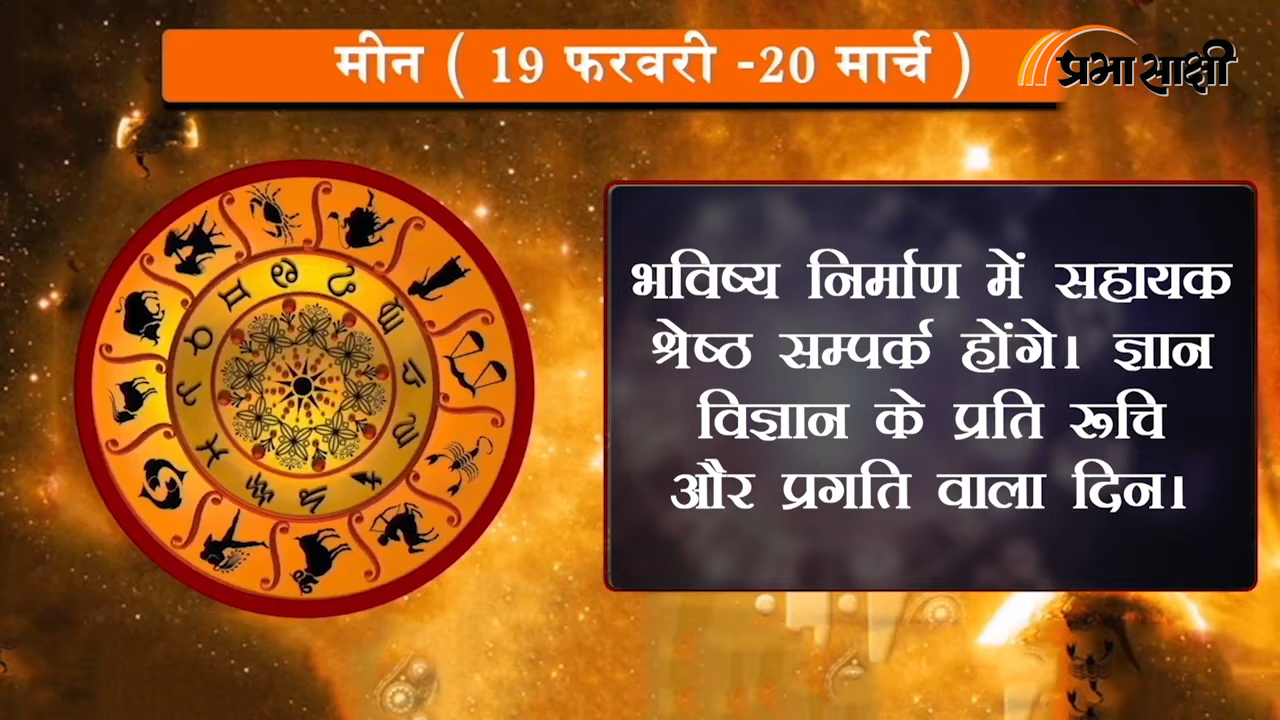 मीन ( 19 फरवरी -20 मार्च )
प्रभासाक्षी
भविष्य निर्माण में सहायक
श्रेष्ठ सम्पर्क होंगे। ज्ञान
विज्ञान के प्रति रूचि
और प्रगति वाला दिन।